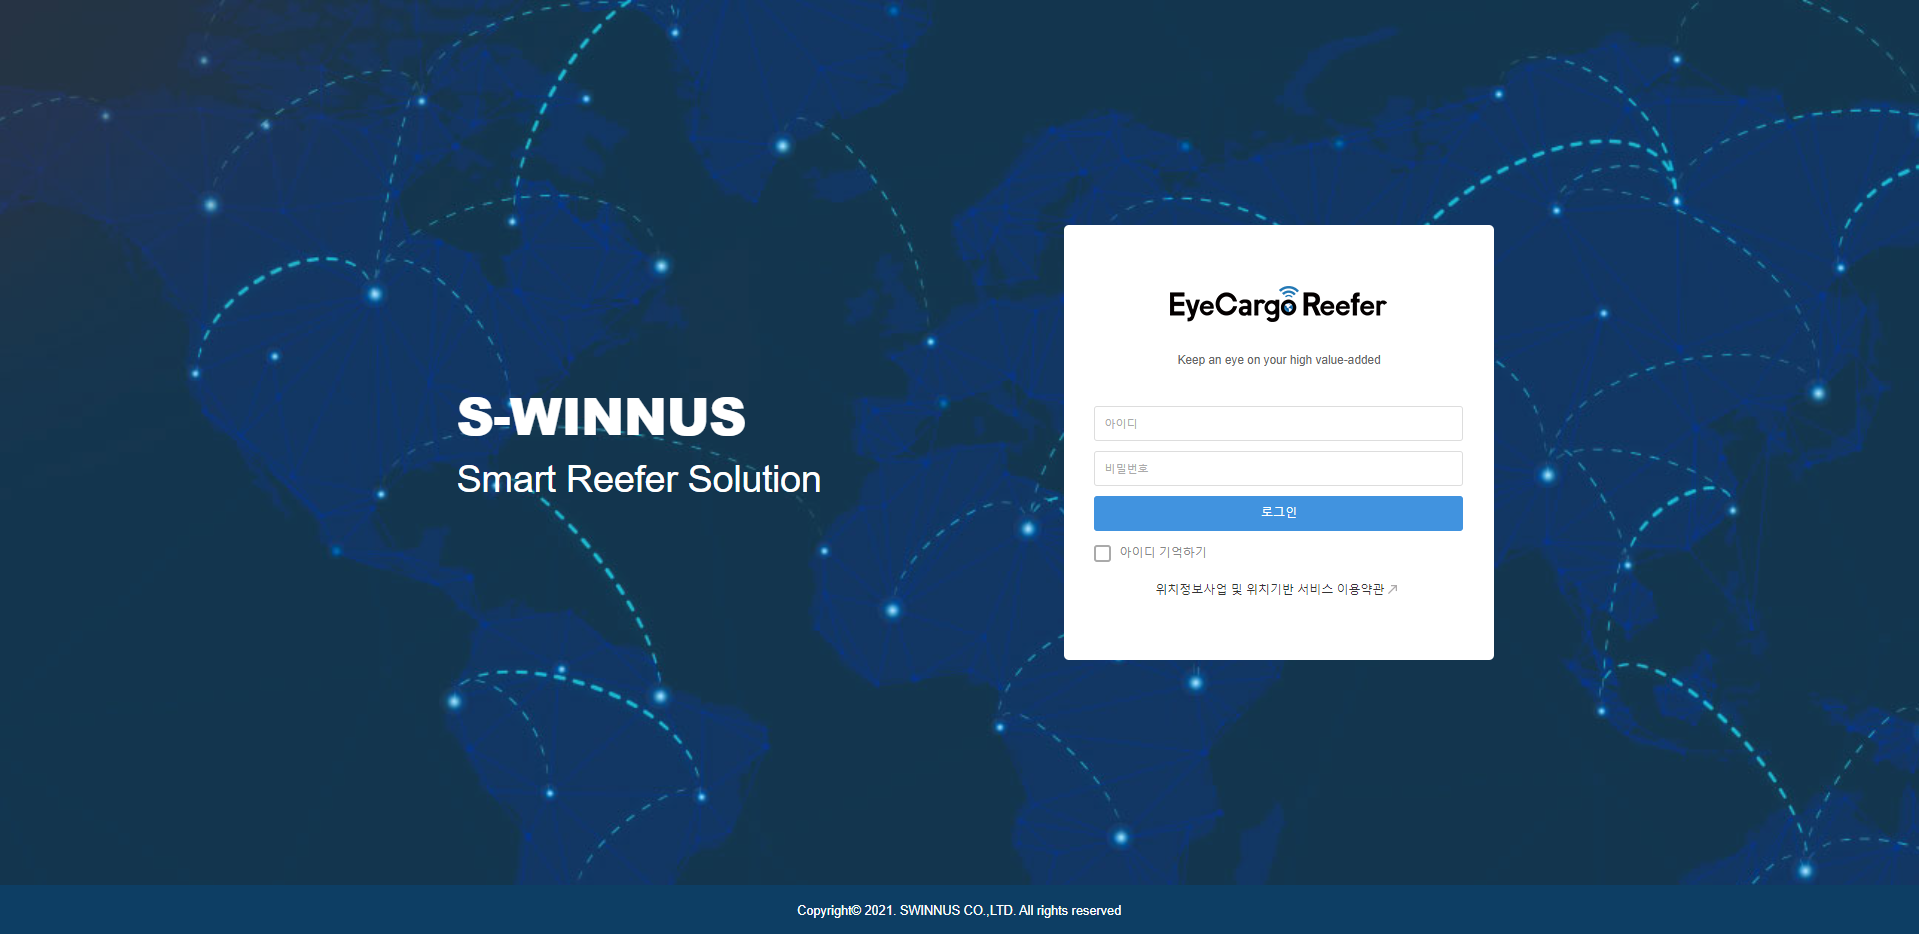 S-WINNUS
Smart Reefer Solution
EyeCargo Reefer
Keep an eye on your high value-added
아이디
비밀번호
로그인
아이디 기억하기
위치정보사업 및 위치기반 서비스 이용약관
Copyright© 2021. SWINNUS CO.,LTD. All rights reserved